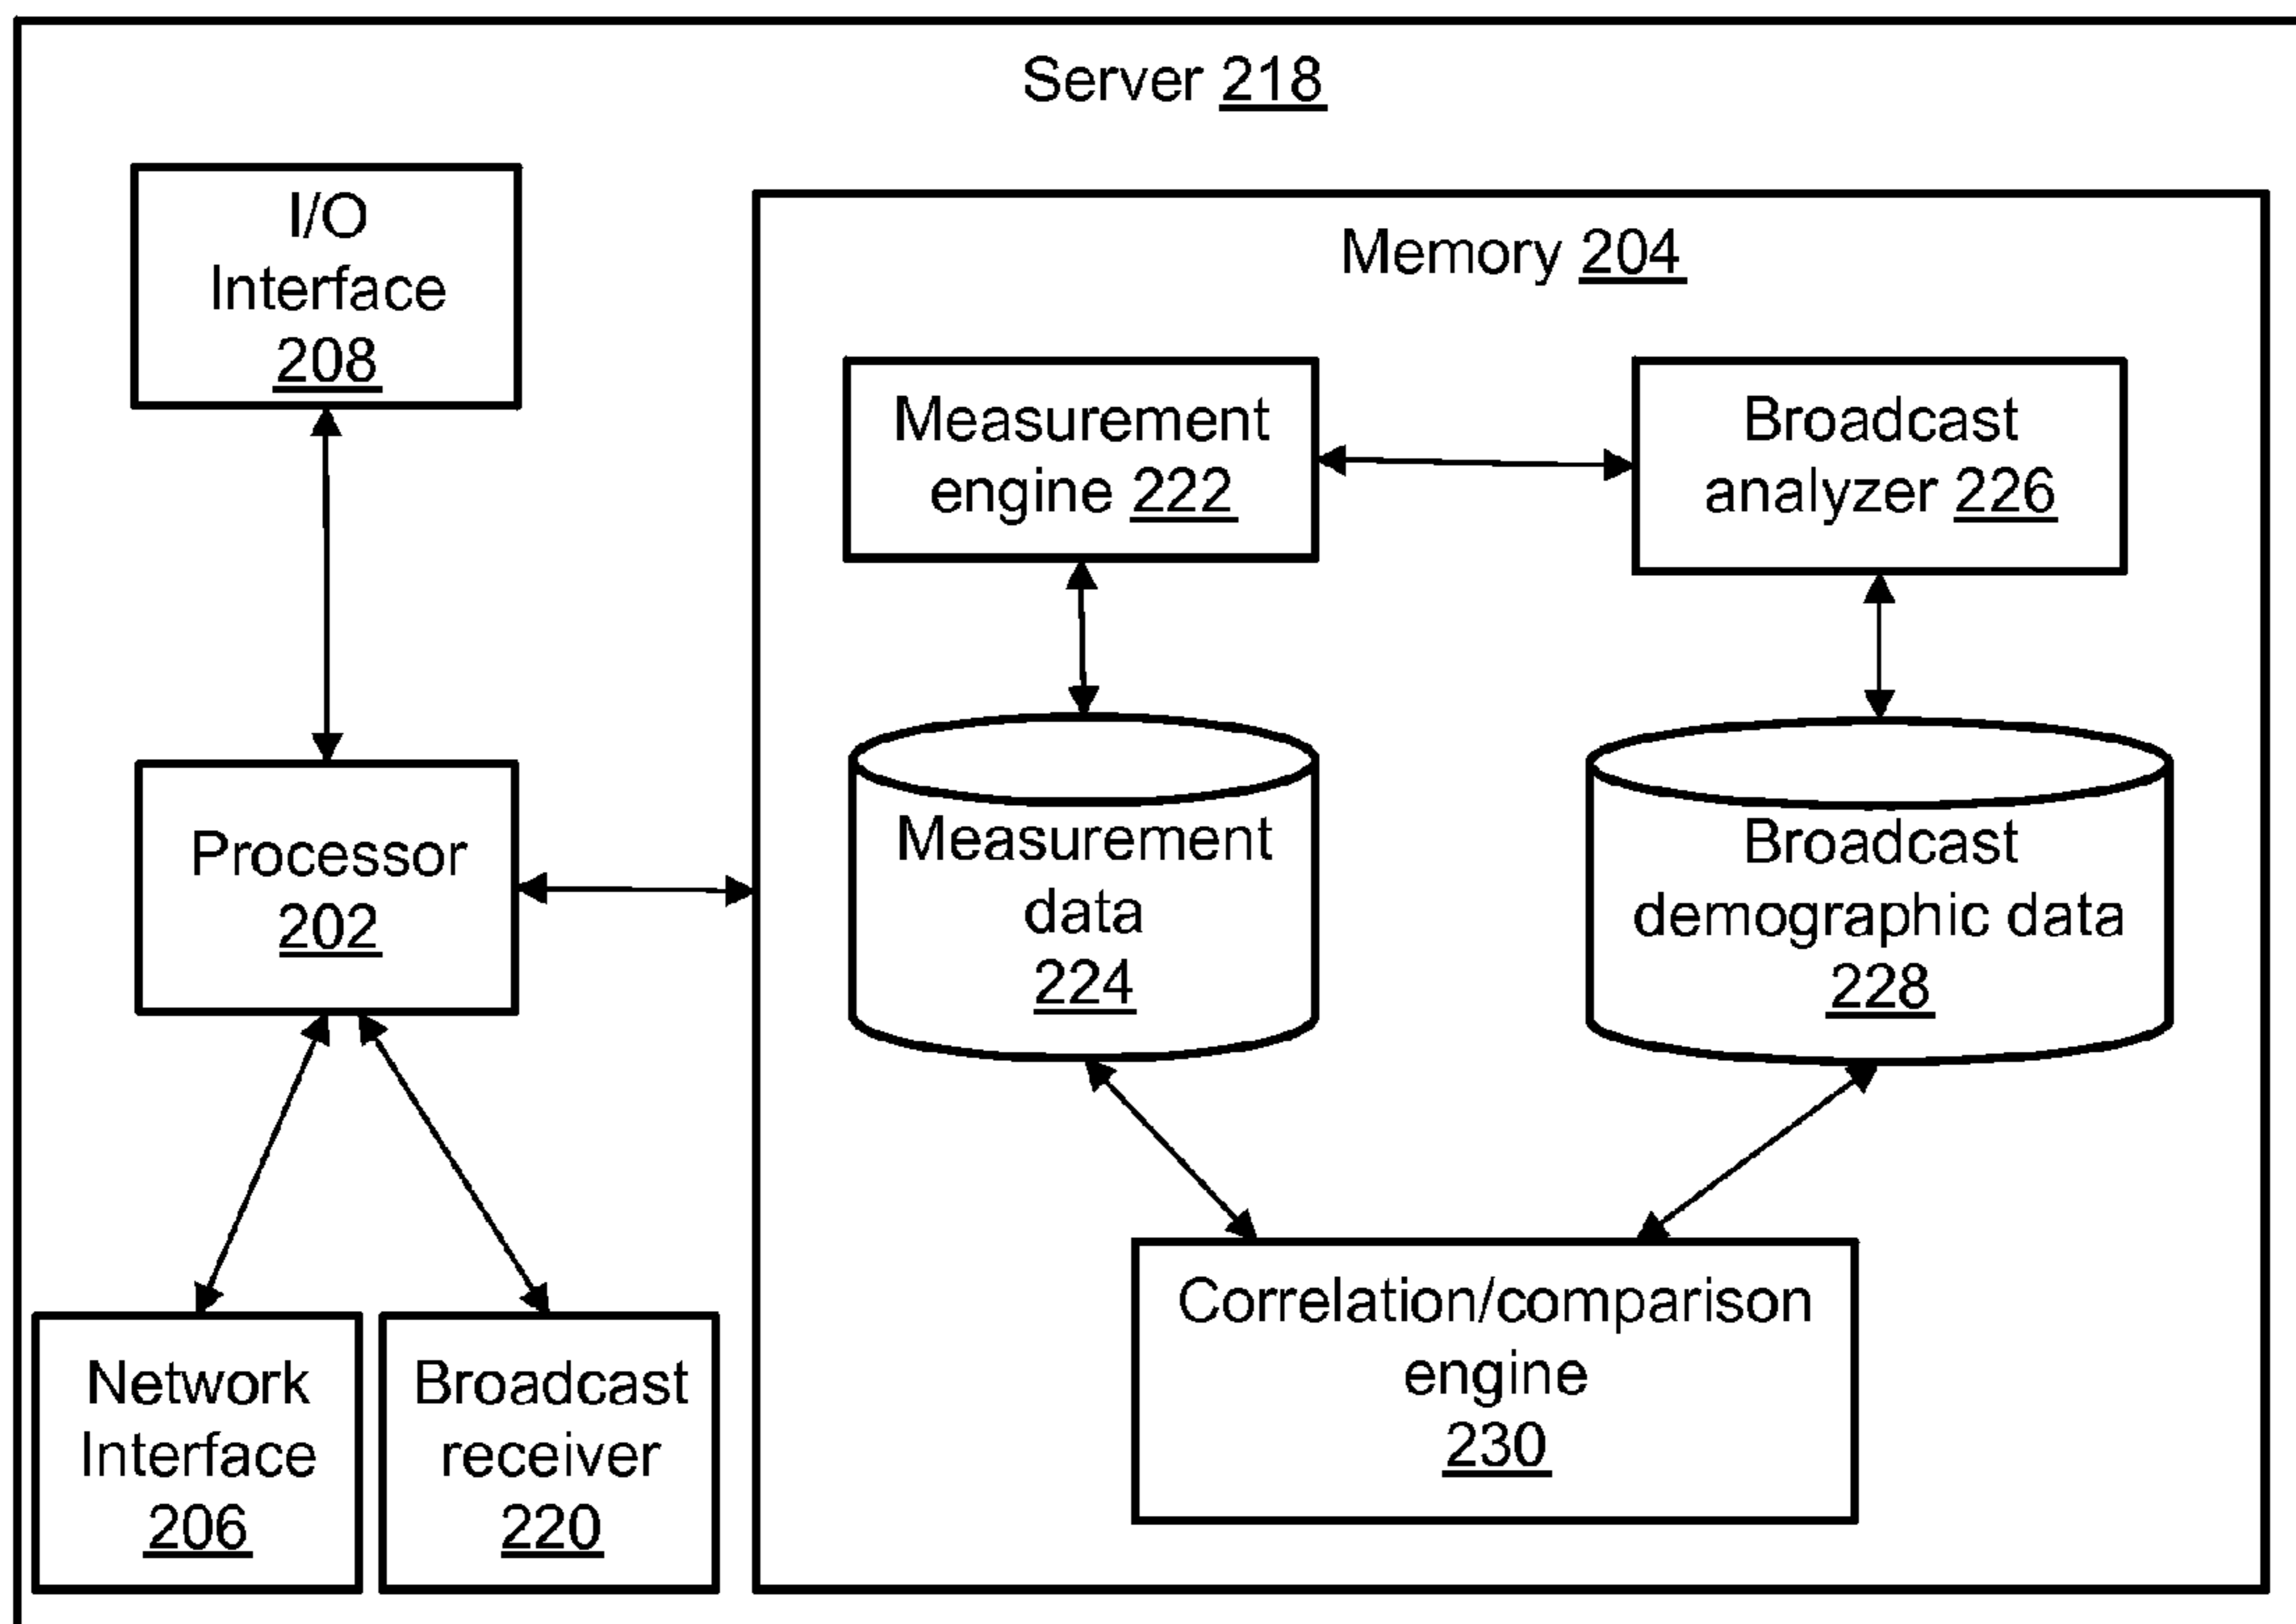 Server 218
I/O
Interface
208
Memory 204
Measurement
engine 222
Broadcast
analyzer 226
Processor
202
Measurement
data
224
Broadcast
demographic data
228
Network
Interface
206
Broadcast
receiver
220
Correlation/comparison
engine
230